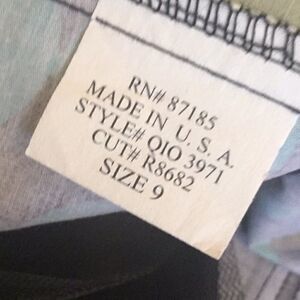 RN# 87185
MADE IN U. S. A.
STYLE# QIO 3971
CUT# R8682
SIZE 9